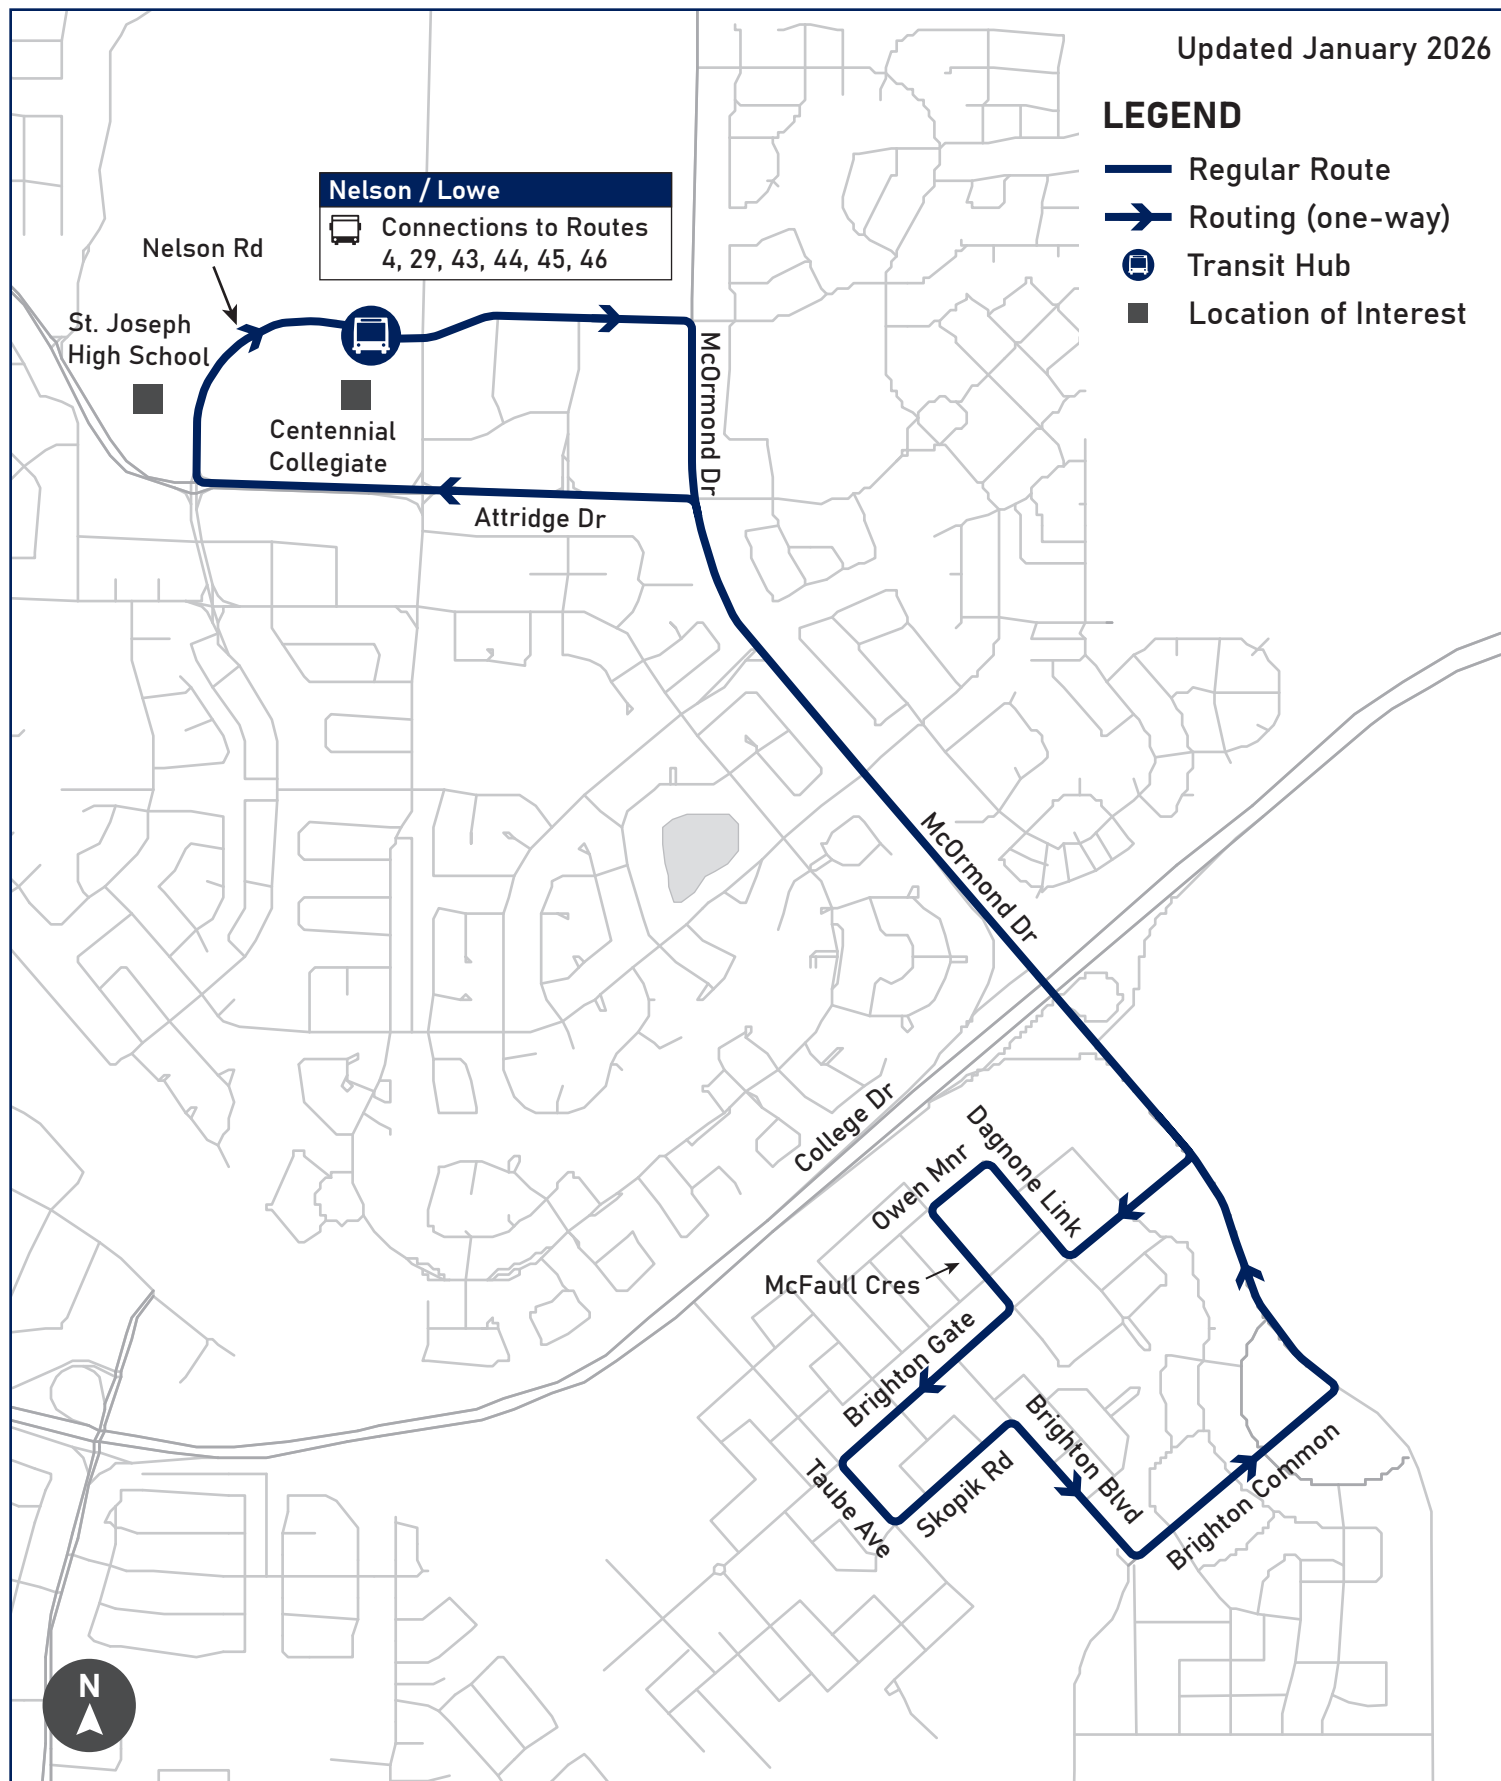 Updated January 2026
LEGEND
Regular Route
Routing (one-way)
Transit Hub
Location of Interest
Nelson / Lowe
Connections to Routes
4, 29, 43, 44, 45, 46
Nelson Rd
St. Joseph
High School
Centennial
Collegiate
McOrmond Dr
Attridge Dr
McOrmond Dr
College Dr
Dagnone Link
Owen Mnr
McFaull Cres
Brighton Gate
Taube Ave
Skopik Rd
Brighton Blvd
Brighton Common
N